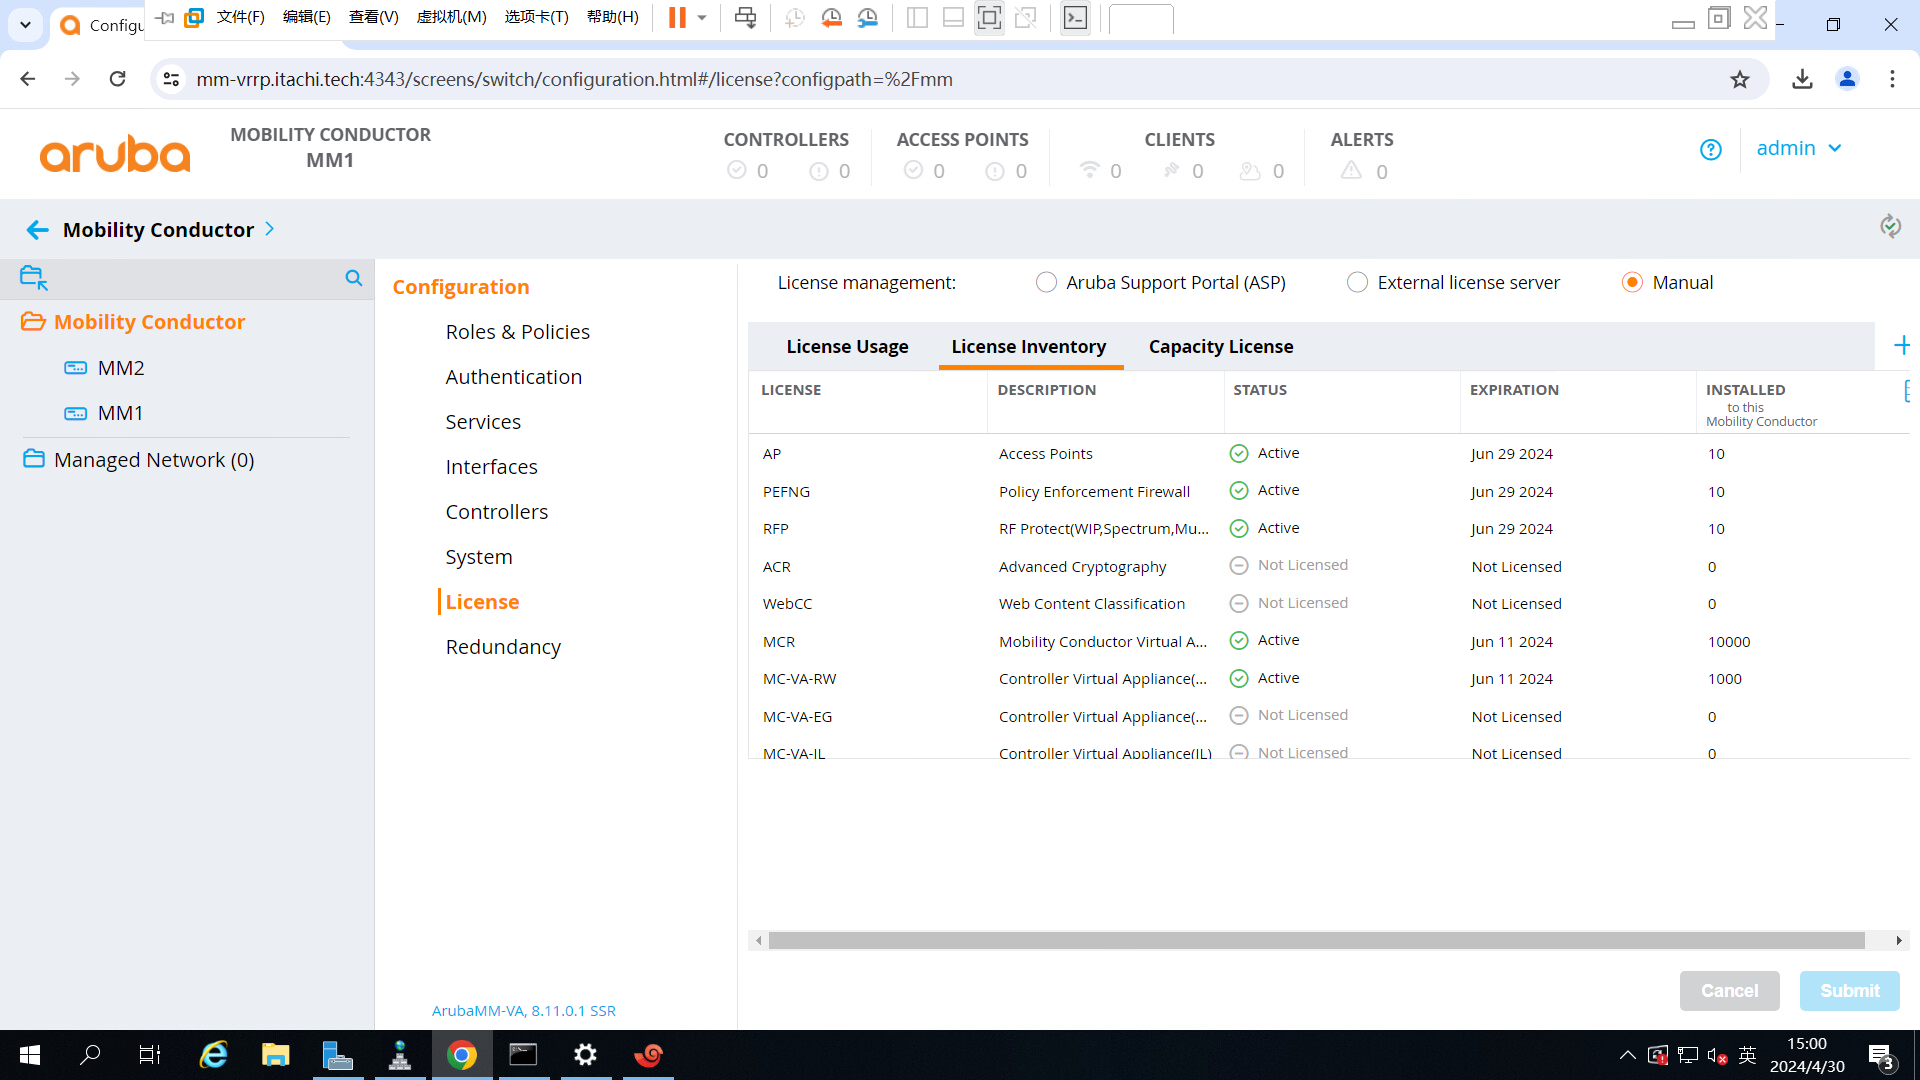 Configu
文件(F) 编辑(E) 查看(V) 虚拟机(M) 选项卡(T) 帮助(H)
mm-vrrp.itachi.tech:4343/screens/switch/configuration.html#/license?configpath=%2Fmm
aruba
MOBILITY CONDUCTOR
MM1
CONTROLLERS
0 0
ACCESS POINTS
0 0
CLIENTS
0 0 0
ALERTS
0
admin
Mobility Conductor
Mobility Conductor
MM2
MM1
Managed Network (0)
Configuration
Roles & Policies
Authentication
Services
Interfaces
Controllers
System
License
Redundancy
ArubaMM-VA, 8.11.0.1 SSR
License management: Aruba Support Portal (ASP) External license server Manual
License Usage License Inventory Capacity License
LICENSE DESCRIPTION STATUS EXPIRATION INSTALLED
to this
Mobility Conductor
AP Access Points Active Jun 29 2024 10
PEFNG Policy Enforcement Firewall Active Jun 29 2024 10
RFP RF Protect(WIP,Spectrum,Mu... Active Jun 29 2024 10
ACR Advanced Cryptography Not Licensed Not Licensed 0
WebCC Web Content Classification Not Licensed Not Licensed 0
MCR Mobility Conductor Virtual A... Active Jun 11 2024 10000
MC-VA-RW Controller Virtual Appliance(... Active Jun 11 2024 1000
MC-VA-EG Controller Virtual Appliance(... Not Licensed Not Licensed 0
MC-VA-IL Controller Virtual Appliance(IL) Not Licensed Not Licensed 0
Cancel Submit
英
15:00
2024/4/30
3